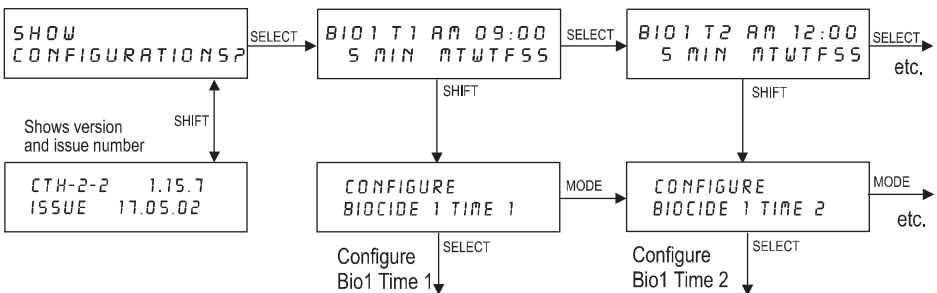 SHOW
CONFIGURATIONS?
SELECT
BIO1 T1 AM 09:00
5 MIN MTWTFSS
SELECT
BIO1 T2 AM 12:00
5 MIN MTWTFSS
SELECT
etc.
SHIFT
SHIFT
SHIFT
Shows version
and issue number
CTH-2-2 1.15.7
ISSUE 17.05.02
CONFIGURE
BIOCIDE 1 TIME 1
MODE
CONFIGURE
BIOCIDE 1 TIME 2
MODE
etc.
SELECT
Configure
Bio1 Time 1
SELECT
Configure
Bio1 Time 2